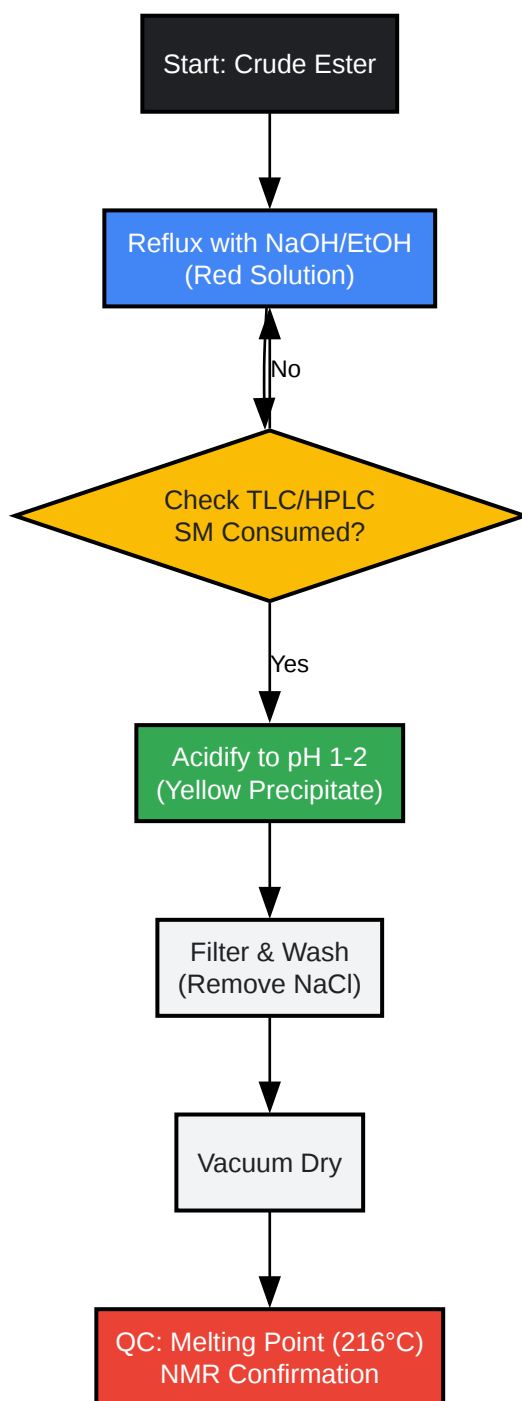 Start: Crude Ester
Reflux with NaOH/EtOH
(Red Solution)
No
Check TLC/HPLC
SM Consumed?
Yes
Acidify to pH 1-2
(Yellow Precipitate)
Filter & Wash
(Remove NaCl)
Vacuum Dry
QC: Melting Point (216°C)
NMR Confirmation